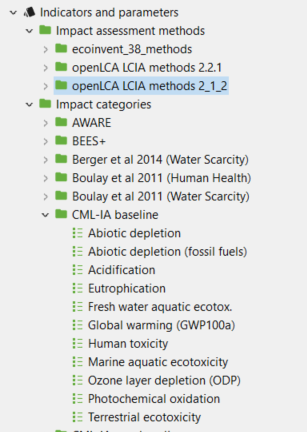 Indicators and parameters
Impact assessment methods
ecoinvent_38_methods
openLCA LCIA methods 2.2.1
openLCA LCIA methods 2_1_2
Impact categories
AWARE
BEES+
Berger et al 2014 (Water Scarcity)
Boulay et al 2011 (Human Health)
Boulay et al 2011 (Water Scarcity)
CML-IA baseline
Abiotic depletion
Abiotic depletion (fossil fuels)
Acidification
Eutrophication
Fresh water aquatic ecotox.
Global warming (GWP100a)
Human toxicity
Marine aquatic ecotoxicity
Ozone layer depletion (ODP)
Photochemical oxidation
Terrestrial ecotoxicity